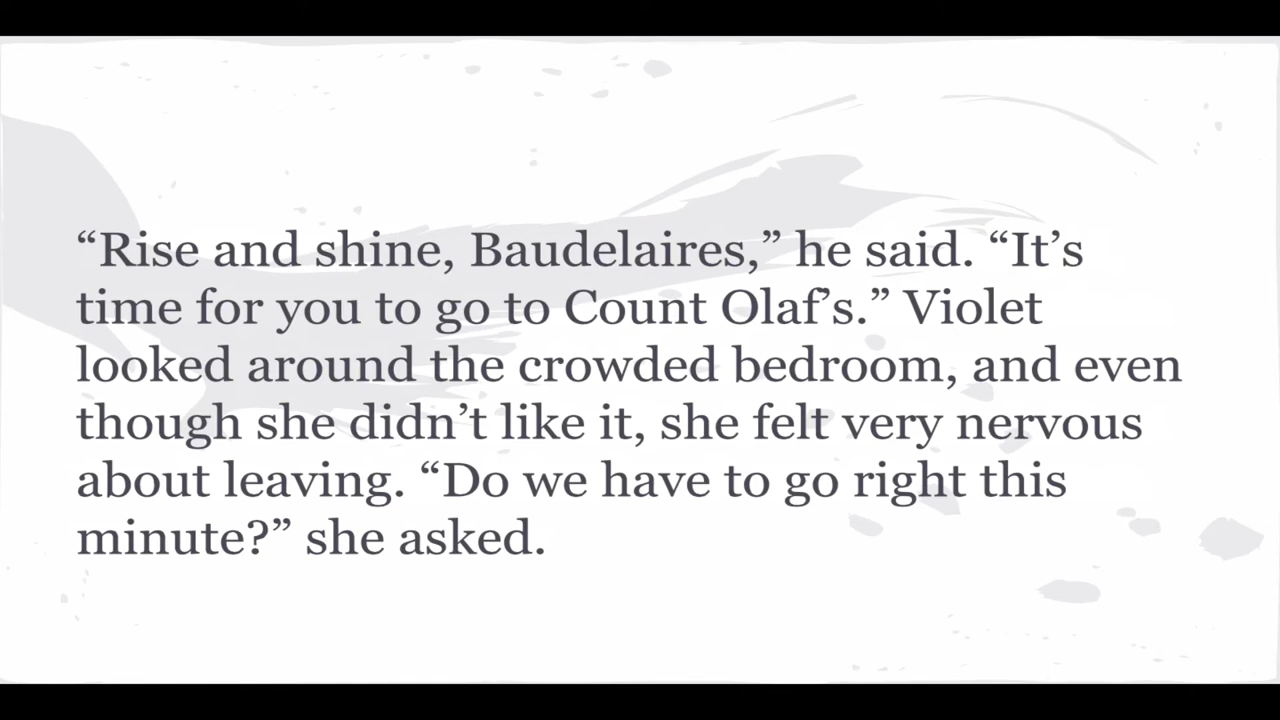 “Rise and shine, Baudelaires,” he said. “It’s
time for you to go to Count Olaf’s.” Violet
looked around the crowded bedroom, and even
though she didn’t like it, she felt very nervous
about leaving. “Do we have to go right this
minute?” she asked.